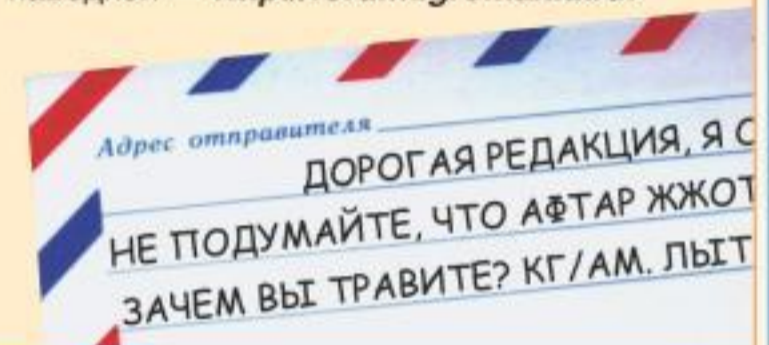 Адрес отправителя
ДОРОГАЯ РЕДАКЦИЯ, Я С
НЕ ПОДУМАЙТЕ, ЧТО АФТАР ЖЖОТ
ЗАЧЕМ ВЫ ТРАВИТЕ? КГ/АМ. ЛЫТ